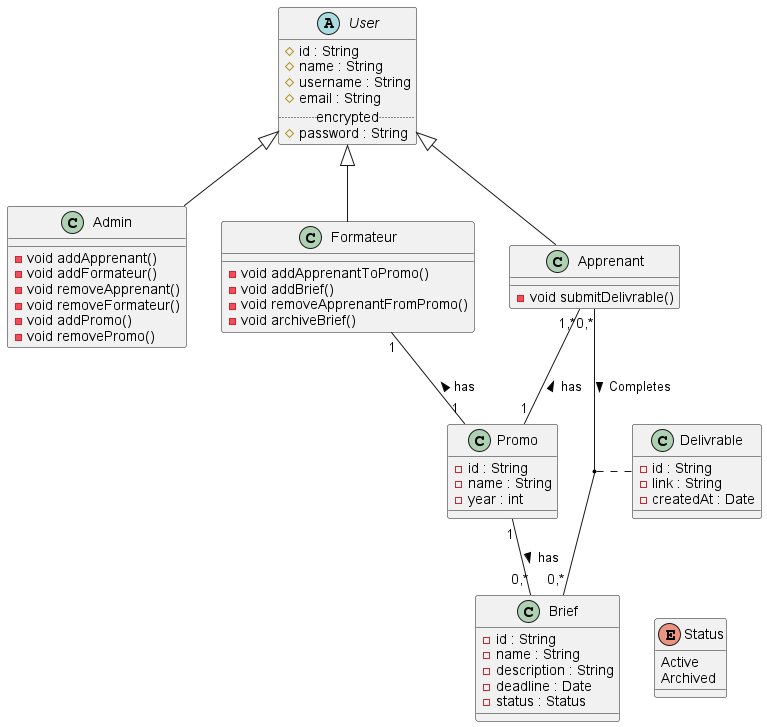 A User
id : String
name : String
username : String
email : String
encrypted
password : String
C Admin
void addApprenant()
void addFormateur()
void removeApprenant()
void removeFormateur()
void addPromo()
void removePromo()
C Formateur
void addApprenantToPromo()
void addBrief()
void removeApprenantFromPromo()
void archiveBrief()
C Apprenant
void submitDelivrable()
1
has
1
1,*
has
1
0,*
Completes
C Promo
id : String
name : String
year : int
C Delivrable
id : String
link : String
createdAt : Date
1
has
0,*
0,*
C Brief
id : String
name : String
description : String
deadline : Date
status : Status
E Status
Active
Archived